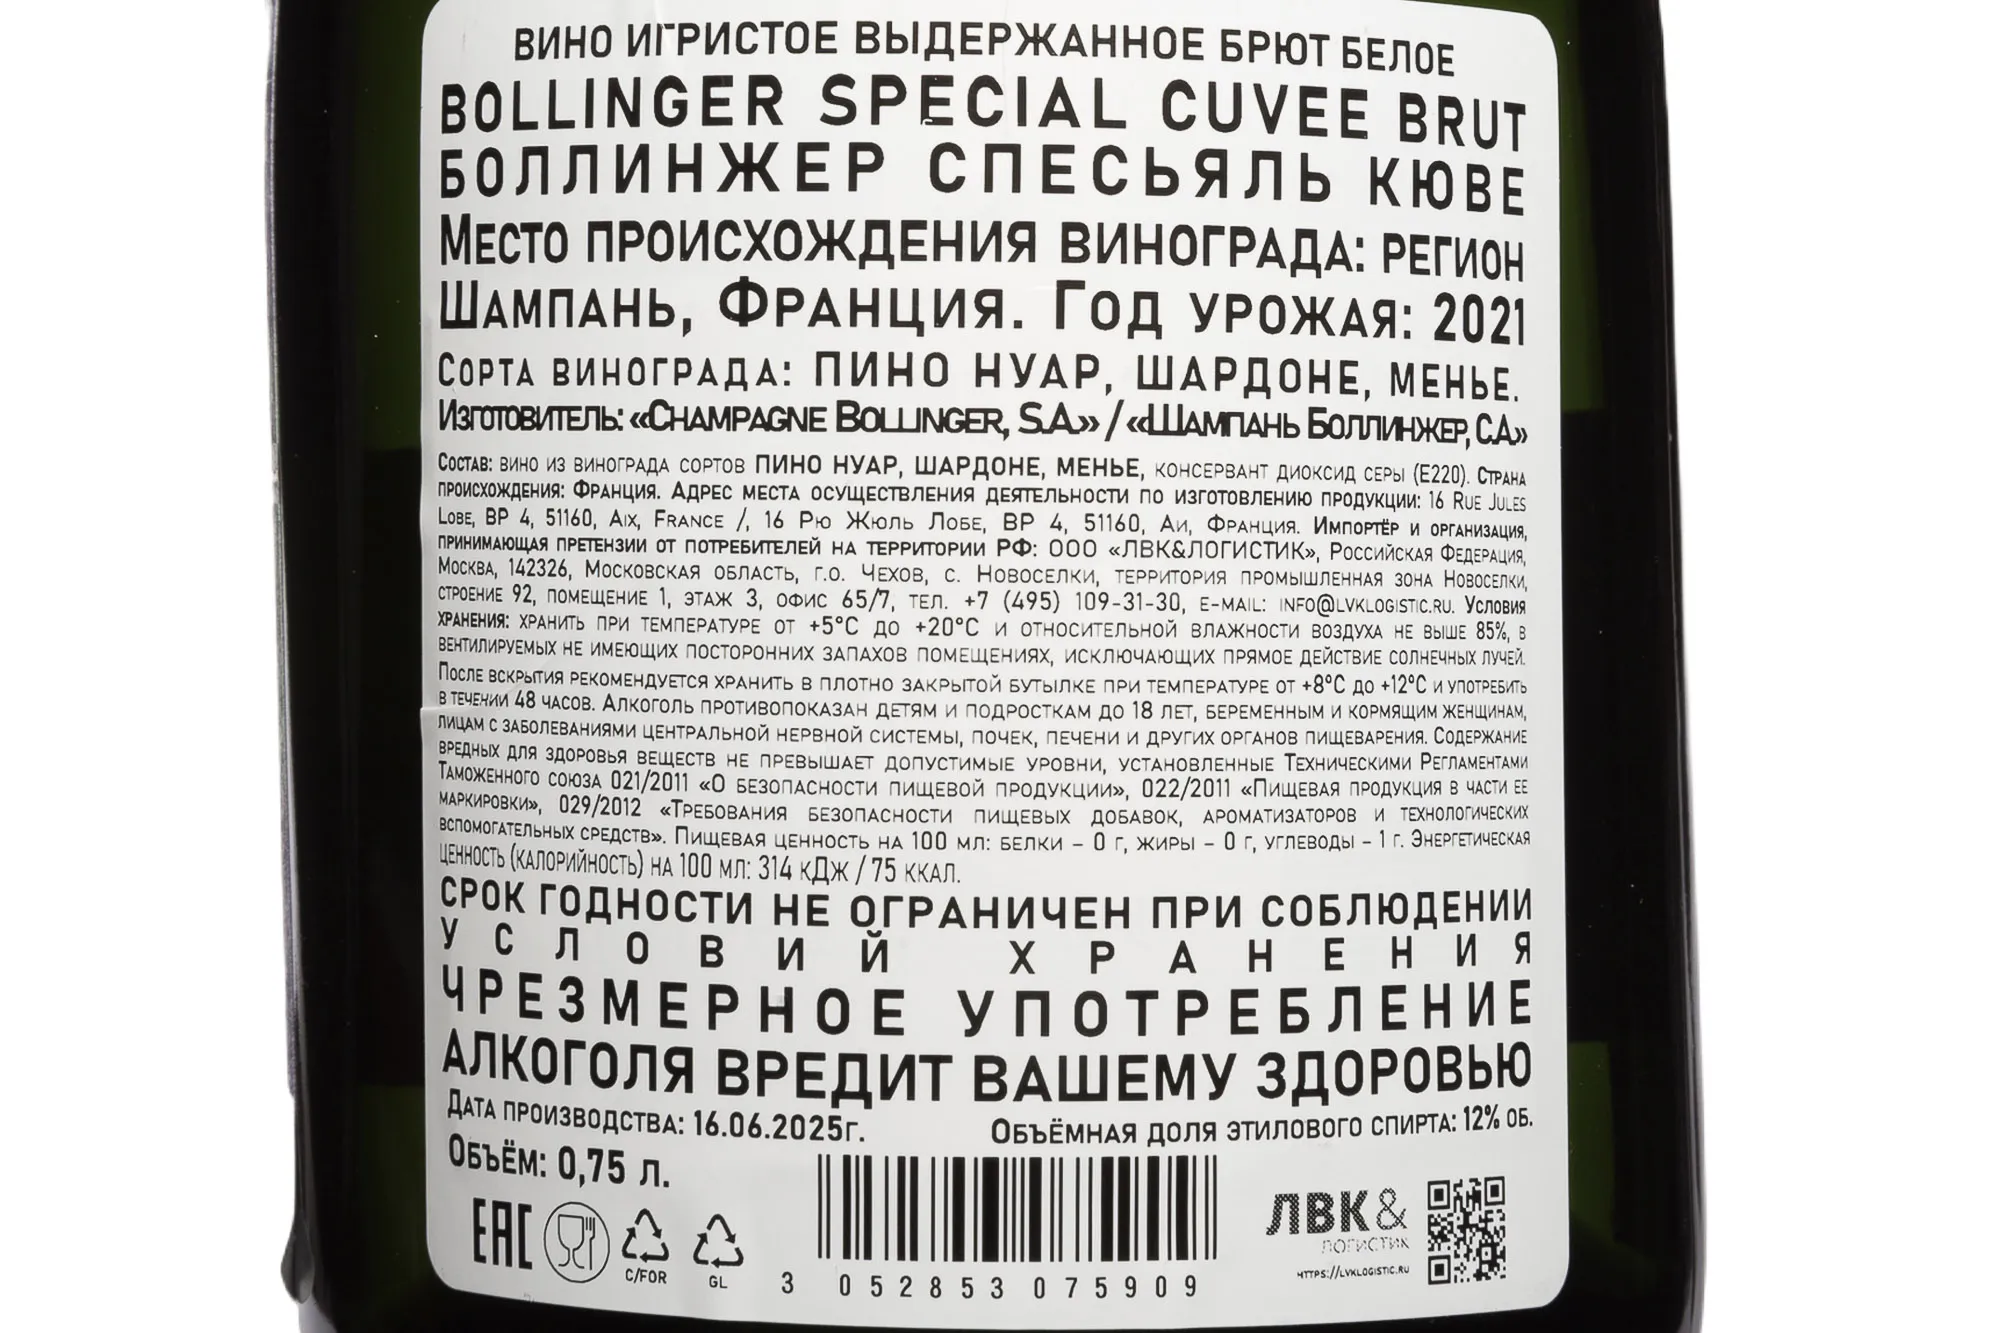 ВИНО ИГРИСТОЕ ВЫДЕРЖАННОЕ БРЮТ БЕЛОЕ
BOLLINGER SPECIAL CUVEE BRUT
БОЛЛИНЖЕР СПЕСЬЯЛЬ КЮВЕ
МЕСТО ПРОИСХОЖДЕНИЯ ВИНОГРАДА: РЕГИОН
ШАМПАНЬ, ФРАНЦИЯ. ГОД УРОЖАЯ: 2021
СОРТА ВИНОГРАДА: ПИНО НУАР, ШАРДОНЕ, МЕНЬЕ.
ИЗГОТОВИТЕЛЬ: «CHAMPAGNE BOLLINGER, S.A.» / «ШАМПАНЬ БОЛЛИНЖЕР, С.А.»
СОСТАВ: ВИНО ИЗ ВИНОГРАДА СОРТОВ ПИНО НУАР, ШАРДОНЕ, МЕНЬЕ, КОНСЕРВАНТ ДИОКСИД СЕРЫ (Е220). СТРАНА
ПРОИСХОЖДЕНИЯ: ФРАНЦИЯ. АДРЕС МЕСТА ОСУЩЕСТВЛЕНИЯ ДЕЯТЕЛЬНОСТИ ПО ИЗГОТОВЛЕНИЮ ПРОДУКЦИИ: 16 RUE JULES
LOBE, BP 4, 51160, AIX, FRANCE /, 16 РЮ ЖЮЛЬ ЛОБЕ, BP 4, 51160, АИ, ФРАНЦИЯ. ИМПОРТЁР И ОРГАНИЗАЦИЯ,
ПРИНИМАЮЩАЯ ПРЕТЕНЗИИ ОТ ПОТРЕБИТЕЛЕЙ НА ТЕРРИТОРИИ РФ: ООО «ЛВК&ЛОГИСТИК», РОССИЙСКАЯ ФЕДЕРАЦИЯ,
МОСКВА, 142326, МОСКОВСКАЯ ОБЛАСТЬ, Г.О. ЧЕХОВ, С. НОВОСЕЛКИ, ТЕРРИТОРИЯ ПРОМЫШЛЕННАЯ ЗОНА НОВОСЕЛКИ,
СТРОЕНИЕ 92, ПОМЕЩЕНИЕ 1, ЭТАЖ 3, ОФИС 65/7, ТЕЛ. +7 (495) 109-31-30, E-MAIL: INFO@LVKLOGISTIC.RU. УСЛОВИЯ
ХРАНЕНИЯ: ХРАНИТЬ ПРИ ТЕМПЕРАТУРЕ ОТ +5°С ДО +20°С И ОТНОСИТЕЛЬНОЙ ВЛАЖНОСТИ ВОЗДУХА НЕ ВЫШЕ 85%, В
ВЕНТИЛИРУЕМЫХ НЕ ИМЕЮЩИХ ПОСТОРОННИХ ЗАПАХОВ ПОМЕЩЕНИЯХ, ИСКЛЮЧАЮЩИХ ПРЯМОЕ ДЕЙСТВИЕ СОЛНЕЧНЫХ ЛУЧЕЙ.
ПОСЛЕ ВСКРЫТИЯ РЕКОМЕНДУЕТСЯ ХРАНИТЬ В ПЛОТНО ЗАКРЫТОЙ БУТЫЛКЕ ПРИ ТЕМПЕРАТУРЕ ОТ +8°С ДО +12°С И УПОТРЕБИТЬ
В ТЕЧЕНИИ 48 ЧАСОВ. АЛКОГОЛЬ ПРОТИВОПОКАЗАН ДЕТЯМ И ПОДРОСТКАМ ДО 18 ЛЕТ, БЕРЕМЕННЫМ И КОРМЯЩИМ ЖЕНЩИНАМ,
ЛИЦАМ С ЗАБОЛЕВАНИЯМИ ЦЕНТРАЛЬНОЙ НЕРВНОЙ СИСТЕМЫ, ПОЧЕК, ПЕЧЕНИ И ДРУГИХ ОРГАНОВ ПИЩЕВАРЕНИЯ. СОДЕРЖАНИЕ
ВРЕДНЫХ ДЛЯ ЗДОРОВЬЯ ВЕЩЕСТВ НЕ ПРЕВЫШАЕТ ДОПУСТИМЫЕ УРОВНИ, УСТАНОВЛЕННЫЕ ТЕХНИЧЕСКИМИ РЕГЛАМЕНТАМИ
ТАМОЖЕННОГО СОЮЗА 021/2011 «О БЕЗОПАСНОСТИ ПИЩЕВОЙ ПРОДУКЦИИ», 022/2011 «ПИЩЕВАЯ ПРОДУКЦИЯ В ЧАСТИ ЕЕ
МАРКИРОВКИ», 029/2012 «ТРЕБОВАНИЯ БЕЗОПАСНОСТИ ПИЩЕВЫХ ДОБАВОК, АРОМАТИЗАТОРОВ И ТЕХНОЛОГИЧЕСКИХ
ВСПОМОГАТЕЛЬНЫХ СРЕДСТВ». ПИЩЕВАЯ ЦЕННОСТЬ НА 100 МЛ: БЕЛКИ – 0 Г, ЖИРЫ – 0 Г, УГЛЕВОДЫ – 1 Г. ЭНЕРГЕТИЧЕСКАЯ
ЦЕННОСТЬ (КАЛОРИЙНОСТЬ) НА 100 МЛ: 314 КДЖ / 75 ККАЛ.
СРОК ГОДНОСТИ НЕ ОГРАНИЧЕН ПРИ СОБЛЮДЕНИИ
УСЛОВИЙ ХРАНЕНИЯ
ЧРЕЗМЕРНОЕ УПОТРЕБЛЕНИЕ
АЛКОГОЛЯ ВРЕДИТ ВАШЕМУ ЗДОРОВЬЮ
ДАТА ПРОИЗВОДСТВА: 16.06.2025Г. ОБЪЁМНАЯ ДОЛЯ ЭТИЛОВОГО СПИРТА: 12% ОБ.
ОБЪЁМ: 0,75 Л.
EAC
C/FOR
GL
3 052853 075909
ЛВК&
ЛОГИСТИК
HTTPS://LVKLOGISTIC.RU